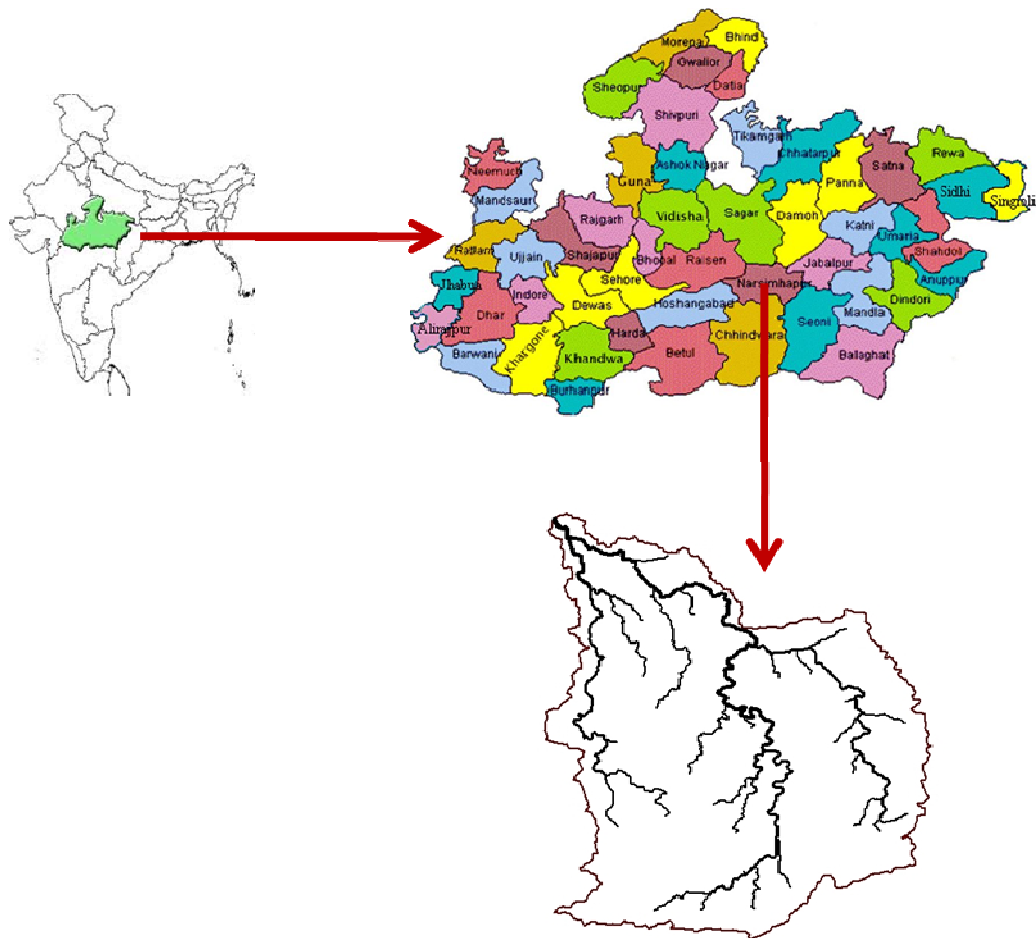 Morena
Bhind
Gwalior
Sheopur
Datia
Shivpuri
Tikamgarh
Chhatarpur
Rewa
Neemuch
Guna
Ashok Nagar
Panna
Satna
Sidhi
Singroli
Mandsaur
Rajgarh
Vidisha
Sagar
Damoh
Katni
Umaria
Ratlam
Ujjain
Shajapur
Bhopal
Raisen
Jabalpur
Shahdol
Jhabua
Indore
Sehore
Dewas
Narsimhapur
Anuppur
Dhar
Hoshangabad
Dindori
Alirajpur
Harda
Chhindwara
Seoni
Mandla
Barwani
Khargone
Khandwa
Betul
Balaghat
Burhanpur